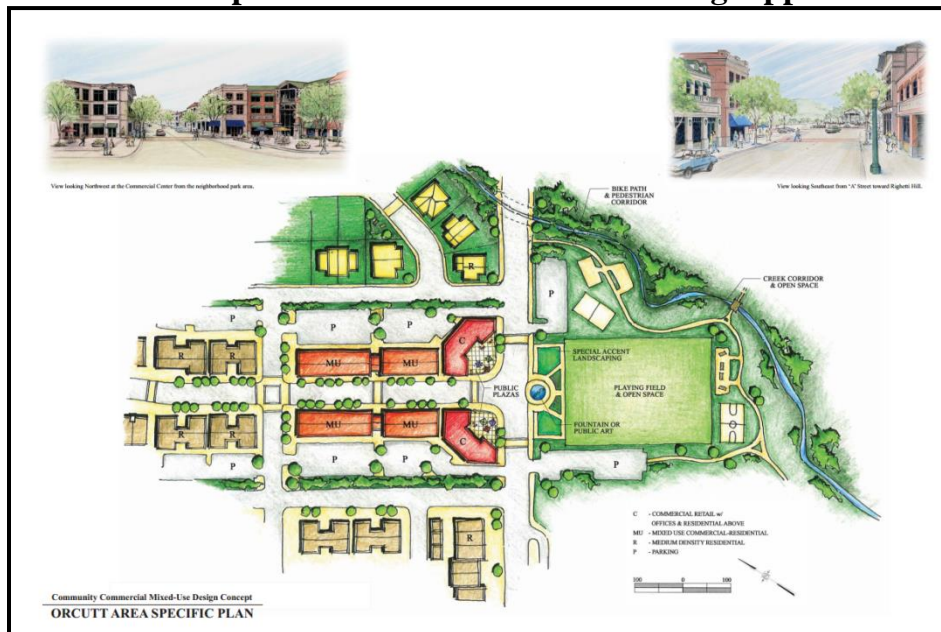 View looking Northwest at the Commercial Center from the neighborhood park area.
View looking Southeast from "A" Street toward Righetti Hill.
BIKE PATH
& PEDESTRIAN
CORRIDOR
CREEK CORRIDOR
& OPEN SPACE
R
P
P
P
P
C
R
R
MU
MU
SPECIAL ACCENT
LANDSCAPING
PUBLIC
PLAZAS
PLAYING FIELD
& OPEN SPACE
FOUNTAIN OR
PUBLIC ART
R
R
MU
MU
C
P
P
P
P
R
C - COMMERCIAL RETAIL w/
OFFICES & RESIDENTIAL ABOVE
MU - MIXED USE COMMERCIAL-RESIDENTIAL
R - MEDIUM DENSITY RESIDENTIAL
P - PARKING
100 0 100
Community Commercial Mixed-Use Design Concept
ORCUTT AREA SPECIFIC PLAN